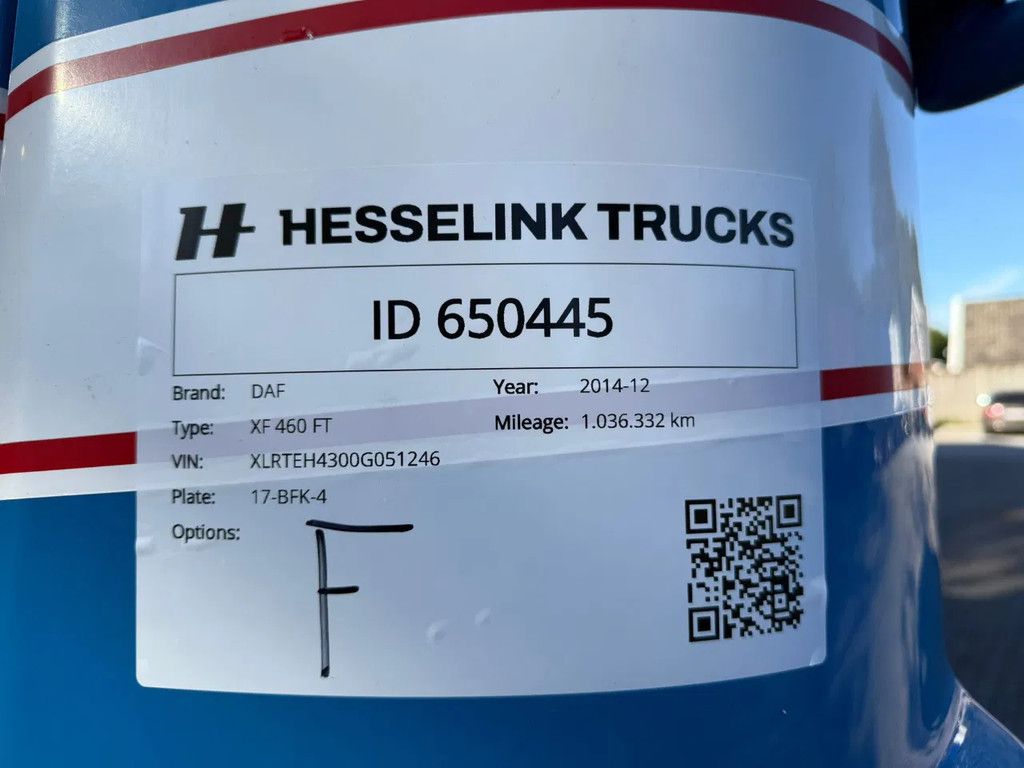 H HESSELINK TRUCKS
ID 650445
Brand: DAF Year: 2014-12
Type: XF 460 FT Mileage: 1.036.332 km
VIN: XLRTEH4300G051246
Plate: 17-BFK-4
Options:
F